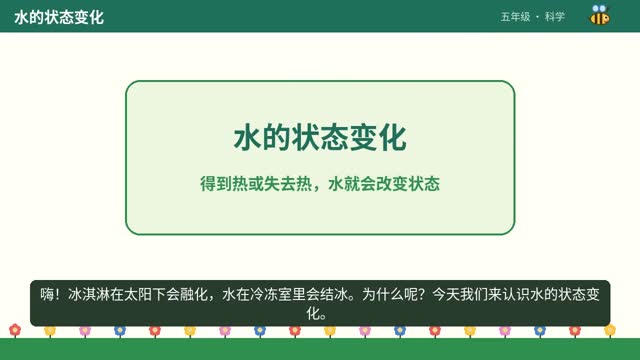 水的状态变化
五年级 · 科学
水的状态变化
得到热或失去热，水就会改变状态
嗨！冰淇淋在太阳下会融化，水在冷冻室里会结冰。为什么呢？今天我们来认识水的状态变
化。